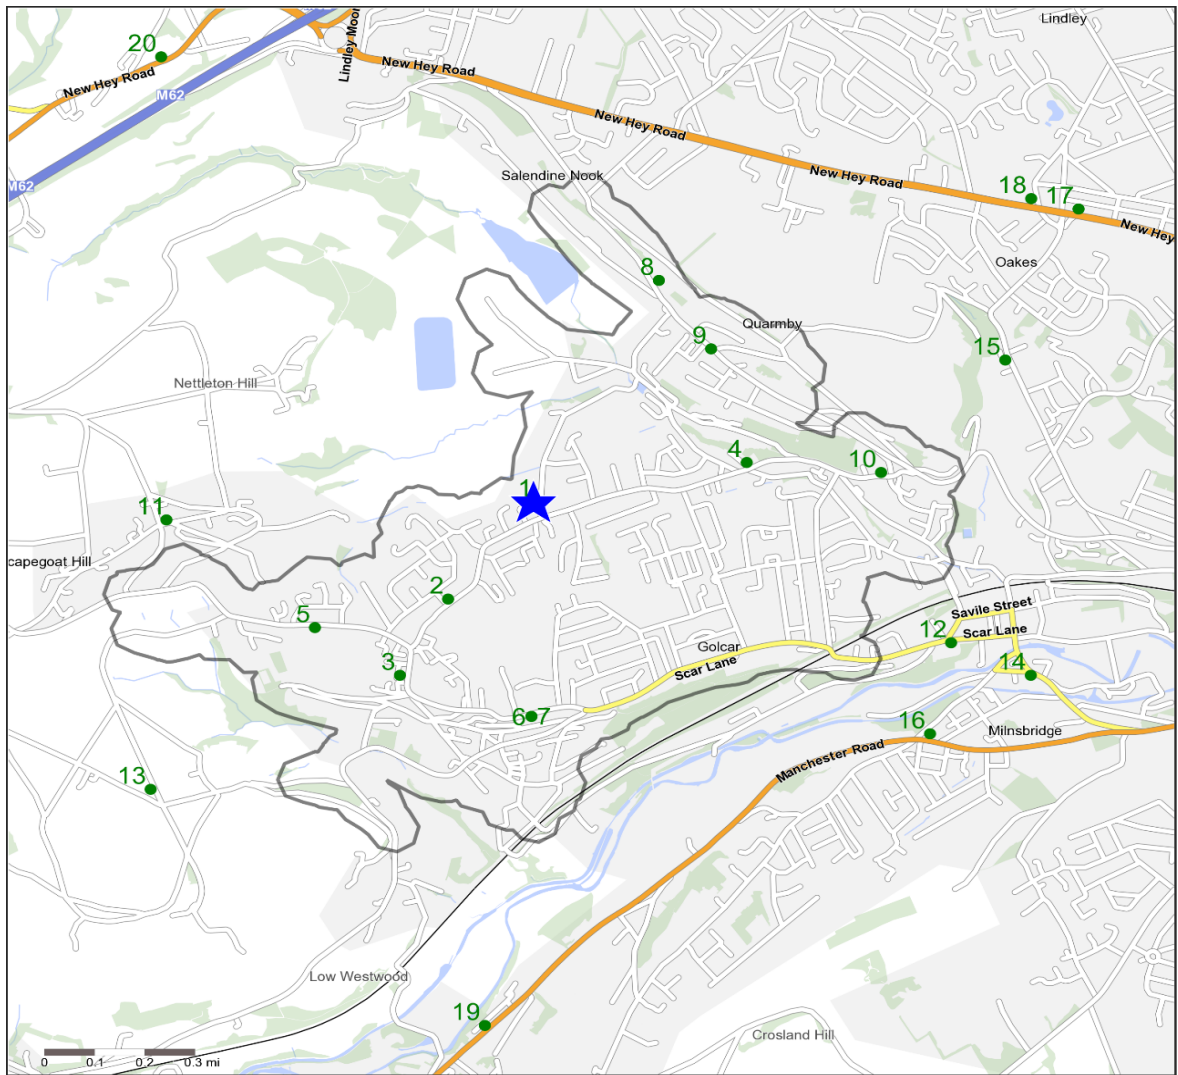 Lindley
20
New Hey Road
M62
Lindley Moor
New Hey Road
New Hey Road
M62
Salendine Nook
New Hey Road
18
17
New Hey
Oakes
8
Quarmby
9
15
Nettleton Hill
4
10
1
11
capegoat Hill
2
5
Savile Street
12
Scar Lane
Golcar
3
Scar Lane
14
6 7
16
Milnsbridge
13
Manchester Road
Low Westwood
19
Crosland Hill
0 0.1 0.2 0.3 mi